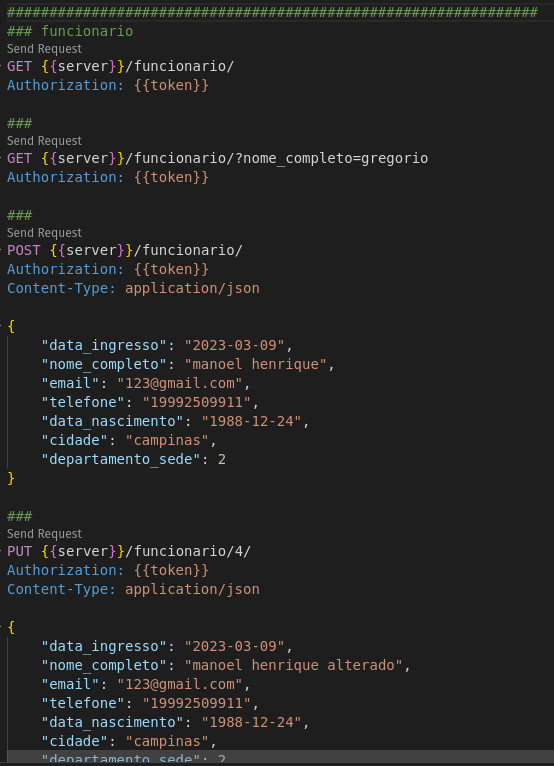 ###############################################################
### funcionario
Send Request
GET {{server}}/funcionario/
Authorization: {{token}}
###
Send Request
GET {{server}}/funcionario/?nome_completo=gregorio
Authorization: {{token}}
###
Send Request
POST {{server}}/funcionario/
Authorization: {{token}}
Content-Type: application/json
{
    "data_ingresso": "2023-03-09",
    "nome_completo": "manoel henrique",
    "email": "123@gmail.com",
    "telefone": "19992509911",
    "data_nascimento": "1988-12-24",
    "cidade": "campinas",
    "departamento_sede": 2
}
###
Send Request
PUT {{server}}/funcionario/4/
Authorization: {{token}}
Content-Type: application/json
{
    "data_ingresso": "2023-03-09",
    "nome_completo": "manoel henrique alterado",
    "email": "123@gmail.com",
    "telefone": "19992509911",
    "data_nascimento": "1988-12-24",
    "cidade": "campinas",
    "departamento_sede": 2